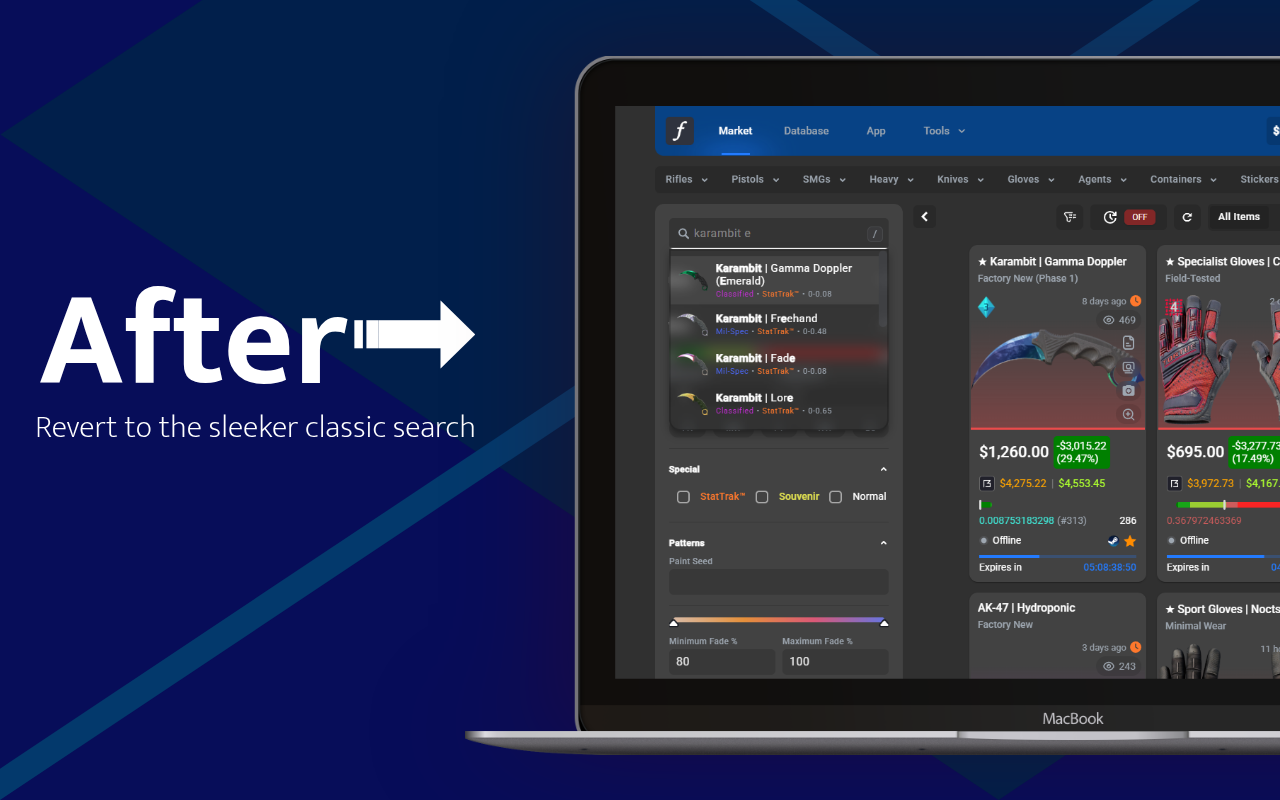 After
Revert to the sleeker classic search
f
Market
Database
App
Tools
$
Rifles
Pistols
SMGs
Heavy
Knives
Gloves
Agents
Containers
Stickers
karambit e
/
OFF
All Items
Karambit | Gamma Doppler
(Emerald)
Classified • StatTrak™ • 0-0.08
Karambit | Freehand
Mil-Spec • StatTrak™ • 0-0.48
Karambit | Fade
Mil-Spec • StatTrak™ • 0-0.08
Karambit | Lore
Classified • StatTrak™ • 0-0.65
Special
StatTrak™
Souvenir
Normal
Patterns
Paint Seed
Minimum Fade %
Maximum Fade %
80
100
★ Karambit | Gamma Doppler
Factory New (Phase 1)
3
8 days ago
469
$1,260.00
-$3,015.22
(29.47%)
$4,275.22 | $4,553.45
0.008753183298 (#313)
286
Offline
Expires in
05:08:38:50
★ Specialist Gloves | C
Field-Tested
4
$695.00
-$3,277.73
(17.49%)
$3,972.73 | $4,167.
0.367972463369
Offline
Expires in
AK-47 | Hydroponic
Factory New
3 days ago
243
★ Sport Gloves | Nocts
Minimal Wear
11 h
MacBook